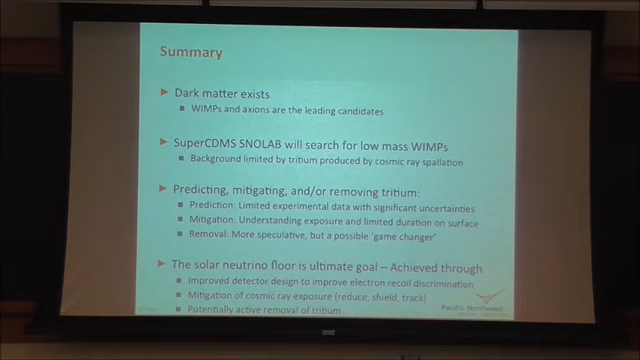 Summary
Dark matter exists
WIMPs and axions are the leading candidates
SuperCDMS SNOLAB will search for low mass WIMPs
Background limited by tritium produced by cosmic ray spallation
Predicting, mitigating, and/or removing tritium:
Prediction: Limited experimental data with significant uncertainties
Mitigation: Understanding exposure and limited duration on surface
Removal: More speculative, but a possible 'game changer'
The solar neutrino floor is ultimate goal – Achieved through
Improved detector design to improve electron recoil discrimination
Mitigation of cosmic ray exposure (reduce, shield, track)
Potentially active removal of tritium
Pacific Northwest